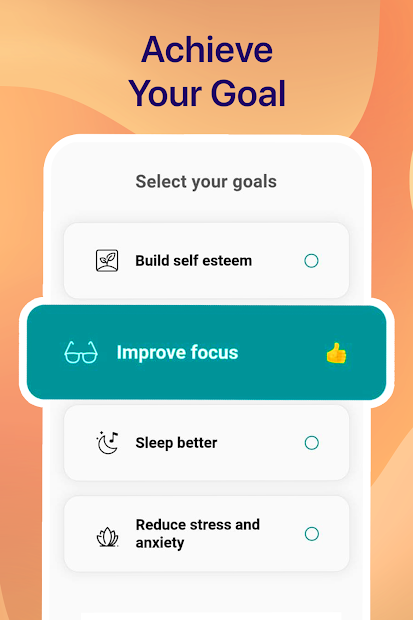 Achieve
Your Goal
Select your goals
Build self esteem
Improve focus
Sleep better
Reduce stress and
anxiety